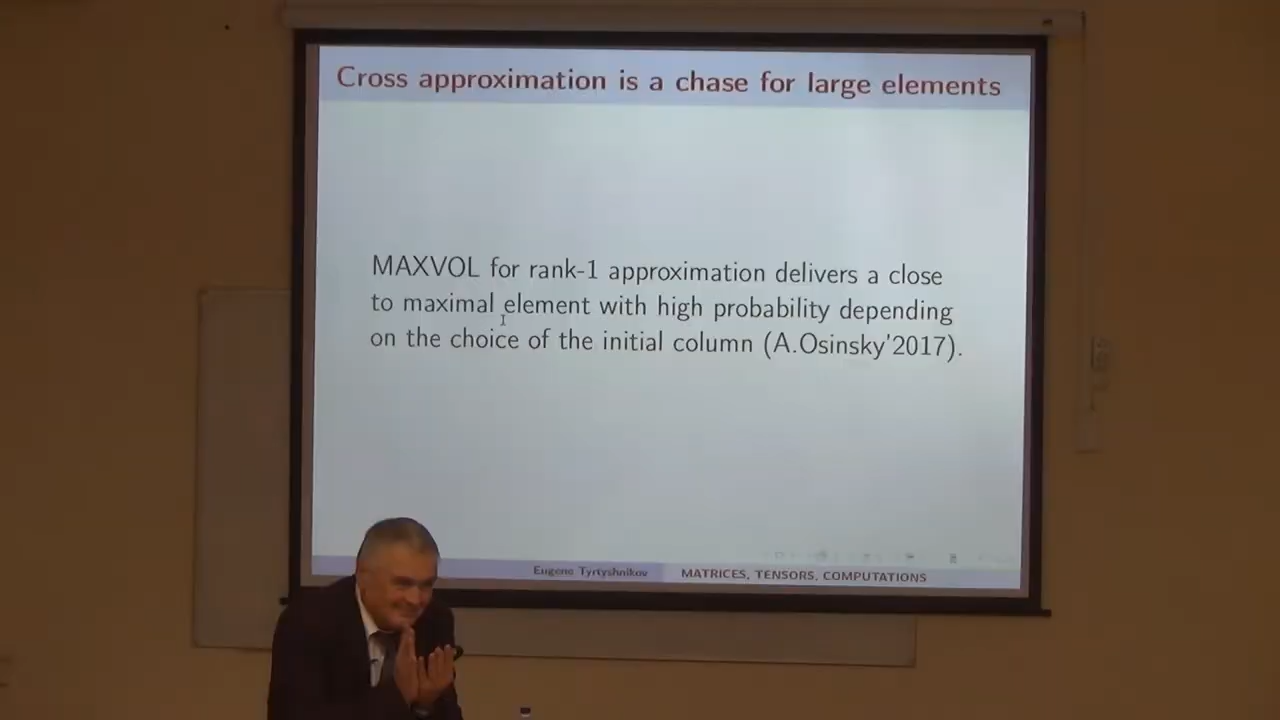 Cross approximation is a chase for large elements
MAXVOL for rank-1 approximation delivers a close
to maximal element with high probability depending
on the choice of the initial column (A.Osinsky'2017).
Eugene Tyrtyshnikov MATRICES, TENSORS, COMPUTATIONS